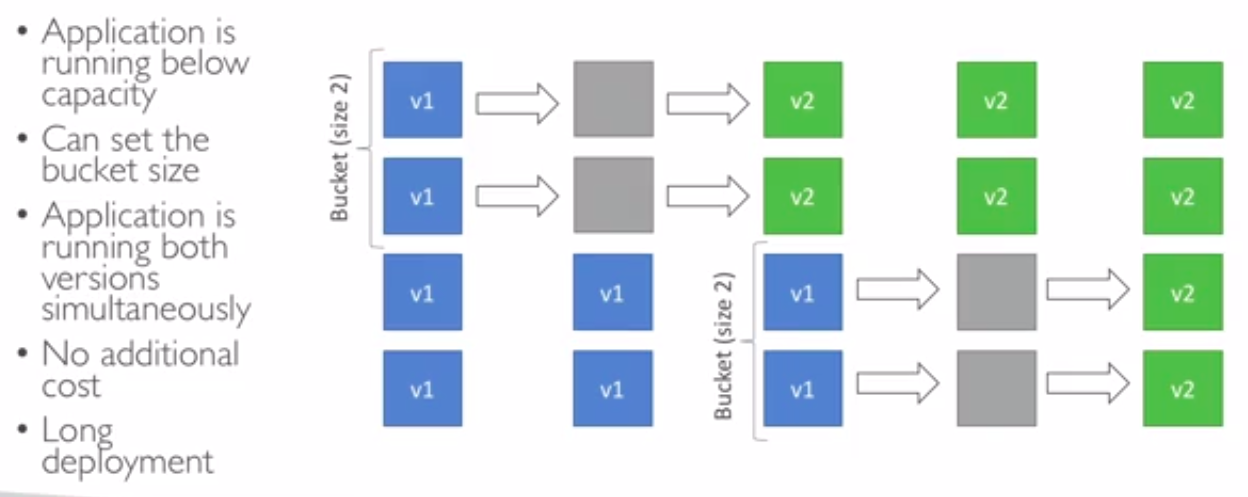 • Application is
running below
capacity
• Can set the
bucket size
• Application is
running both
versions
simultaneously
• No additional
cost
• Long
deployment
Bucket (size 2)
v1
v2
v2
v2
v1
v2
v2
v2
Bucket (size 2)
v1
v1
v1
v2
v1
v1
v1
v2